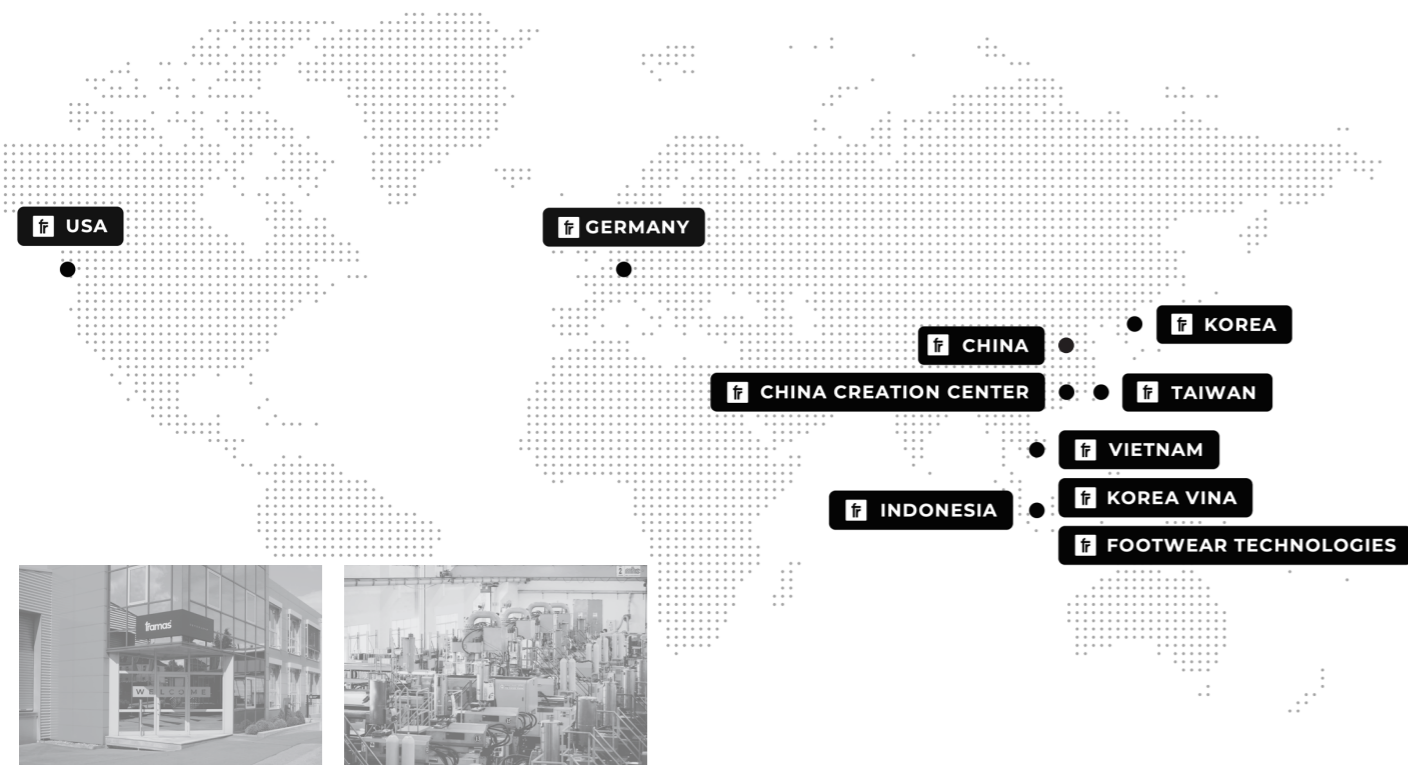 USA
GERMANY
KOREA
CHINA
CHINA CREATION CENTER
TAIWAN
VIETNAM
KOREA VINA
INDONESIA
FOOTWEAR TECHNOLOGIES
framas
WELCOME